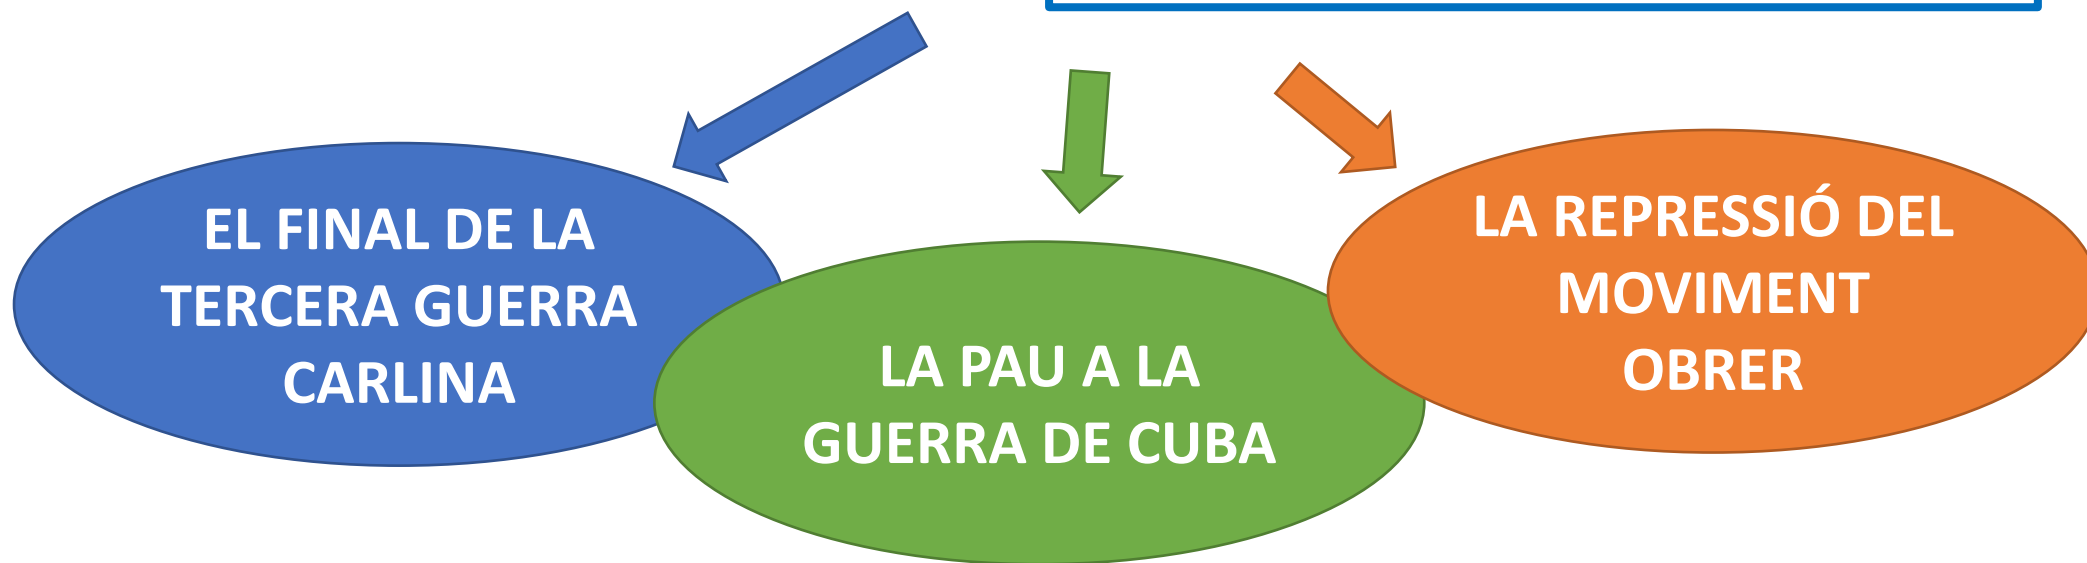 EL FINAL DE LA
TERCERA GUERRA
CARLINA
LA PAU A LA
GUERRA DE CUBA
LA REPRESSIÓ DEL
MOVIMENT
OBRER